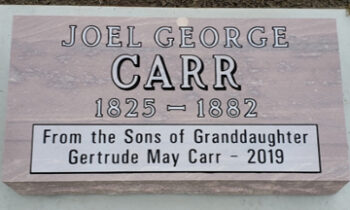 JOEL GEORGE
CARR
1825 – 1882
From the Sons of Granddaughter
Gertrude May Carr – 2019